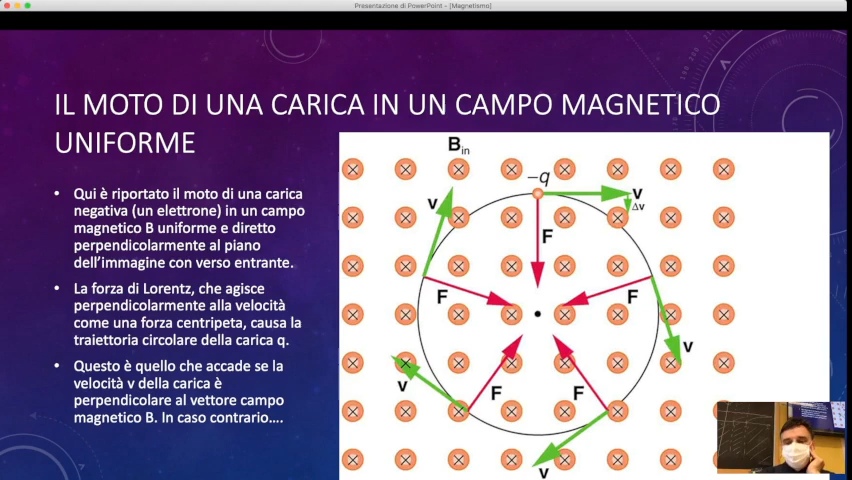 Presentazione di PowerPoint - [Magnetismo]
IL MOTO DI UNA CARICA IN UN CAMPO MAGNETICO
UNIFORME
• Qui è riportato il moto di una carica
negativa (un elettrone) in un campo
magnetico B uniforme e diretto
perpendicolarmente al piano
dell'immagine con verso entrante.
• La forza di Lorentz, che agisce
perpendicolarmente alla velocità
come una forza centripeta, causa la
traiettoria circolare della carica q.
• Questo è quello che accade se la
velocità v della carica è
perpendicolare al vettore campo
magnetico B. In caso contrario....
Bin
−q
v
v
Δv
F
F
F
v
v
F
F
v